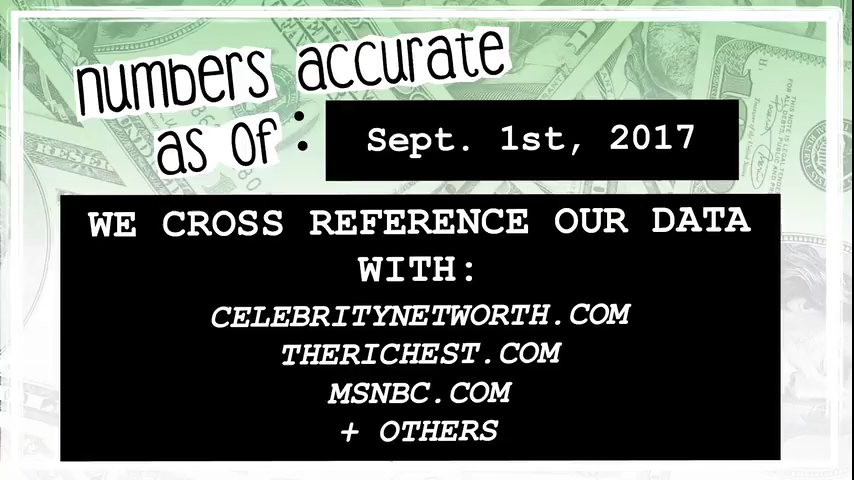 numbers accurate
as of: Sept. 1st, 2017
WE CROSS REFERENCE OUR DATA
WITH:
CELEBRITYNETWORTH.COM
THERICHEST.COM
MSNBC.COM
+ OTHERS